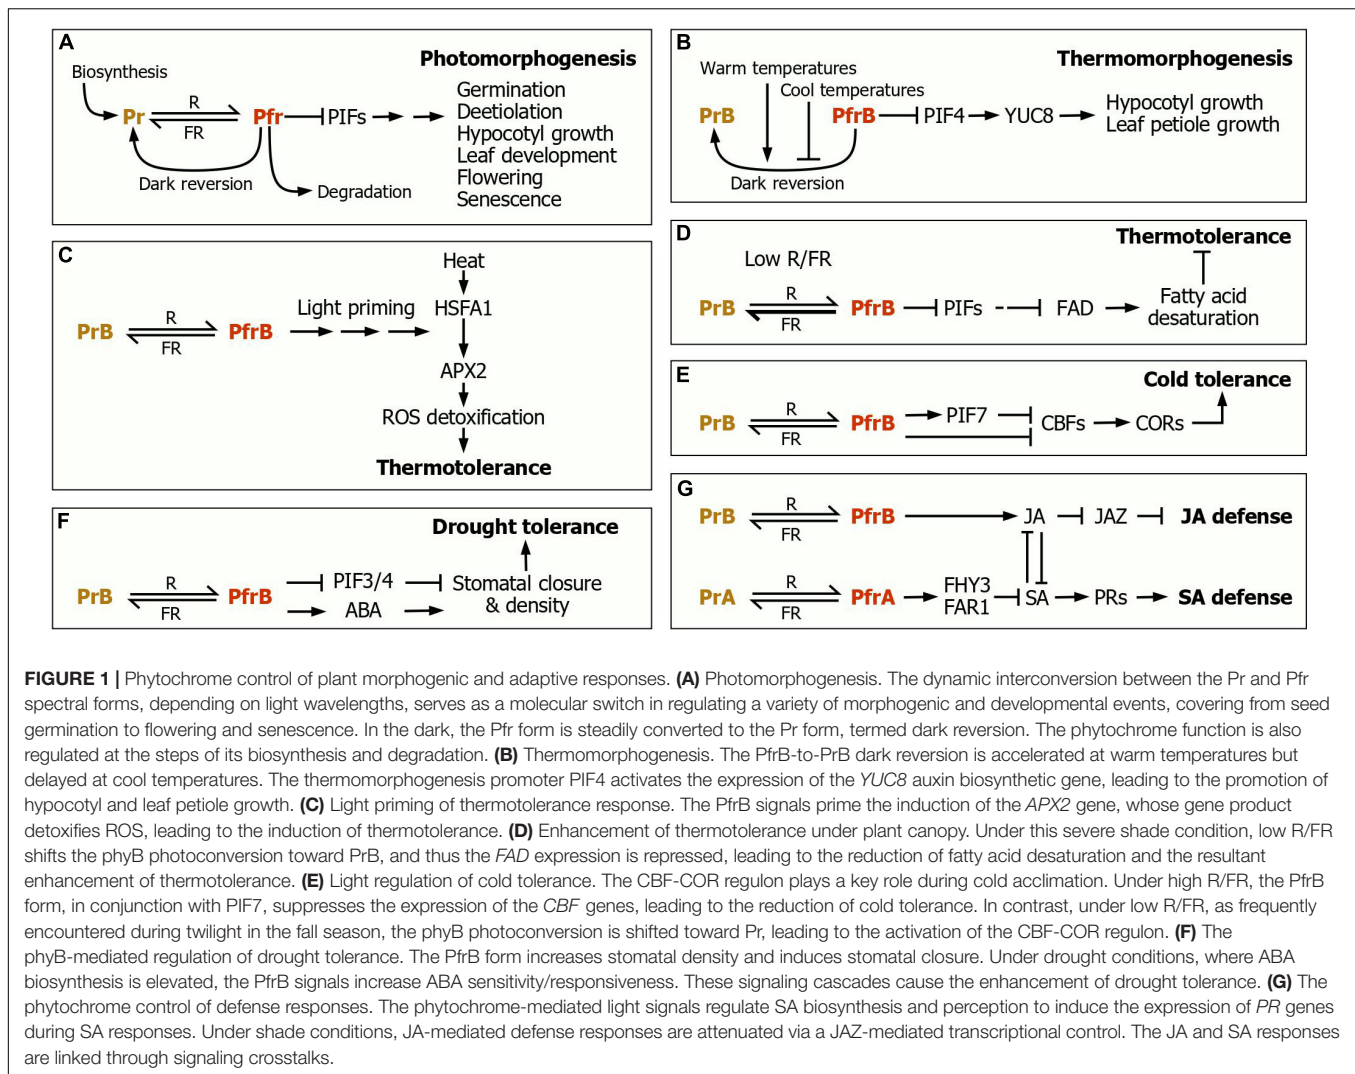 A
Photomorphogenesis
Biosynthesis
Pr
R
FR
Pfr
PIFs
Germination
Deetiolation
Hypocotyl growth
Leaf development
Flowering
Senescence
Dark reversion
Degradation
B
Thermomorphogenesis
Warm temperatures
Cool temperatures
PrB
PfrB
PIF4
YUC8
Hypocotyl growth
Leaf petiole growth
Dark reversion
C
Heat
Light priming
HSFA1
PrB
R
FR
PfrB
APX2
ROS detoxification
Thermotolerance
D
Thermotolerance
Low R/FR
PrB
R
FR
PfrB
PIFs
FAD
Fatty acid
desaturation
E
Cold tolerance
PrB
R
FR
PfrB
PIF7
CBFs
CORs
F
Drought tolerance
PrB
R
FR
PfrB
PIF3/4
ABA
Stomatal closure
& density
G
PrB
R
FR
PfrB
JA
JAZ
JA defense
PrA
R
FR
PfrA
FHY3
FAR1
SA
PRs
SA defense
FIGURE 1 | Phytochrome control of plant morphogenic and adaptive responses. (A) Photomorphogenesis. The dynamic interconversion between the Pr and Pfr
spectral forms, depending on light wavelengths, serves as a molecular switch in regulating a variety of morphogenic and developmental events, covering from seed
germination to flowering and senescence. In the dark, the Pfr form is steadily converted to the Pr form, termed dark reversion. The phytochrome function is also
regulated at the steps of its biosynthesis and degradation. (B) Thermomorphogenesis. The PfrB-to-PrB dark reversion is accelerated at warm temperatures but
delayed at cool temperatures. The thermomorphogenesis promoter PIF4 activates the expression of the YUC8 auxin biosynthetic gene, leading to the promotion of
hypocotyl and leaf petiole growth. (C) Light priming of thermotolerance response. The PfrB signals prime the induction of the APX2 gene, whose gene product
detoxifies ROS, leading to the induction of thermotolerance. (D) Enhancement of thermotolerance under plant canopy. Under this severe shade condition, low R/FR
shifts the phyB photoconversion toward PrB, and thus the FAD expression is repressed, leading to the reduction of fatty acid desaturation and the resultant
enhancement of thermotolerance. (E) Light regulation of cold tolerance. The CBF-COR regulon plays a key role during cold acclimation. Under high R/FR, the PfrB
form, in conjunction with PIF7, suppresses the expression of the CBF genes, leading to the reduction of cold tolerance. In contrast, under low R/FR, as frequently
encountered during twilight in the fall season, the phyB photoconversion is shifted toward Pr, leading to the activation of the CBF-COR regulon. (F) The
phyB-mediated regulation of drought tolerance. The PfrB form increases stomatal density and induces stomatal closure. Under drought conditions, where ABA
biosynthesis is elevated, the PfrB signals increase ABA sensitivity/responsiveness. These signaling cascades cause the enhancement of drought tolerance. (G) The
phytochrome control of defense responses. The phytochrome-mediated light signals regulate SA biosynthesis and perception to induce the expression of PR genes
during SA responses. Under shade conditions, JA-mediated defense responses are attenuated via a JAZ-mediated transcriptional control. The JA and SA responses
are linked through signaling crosstalks.